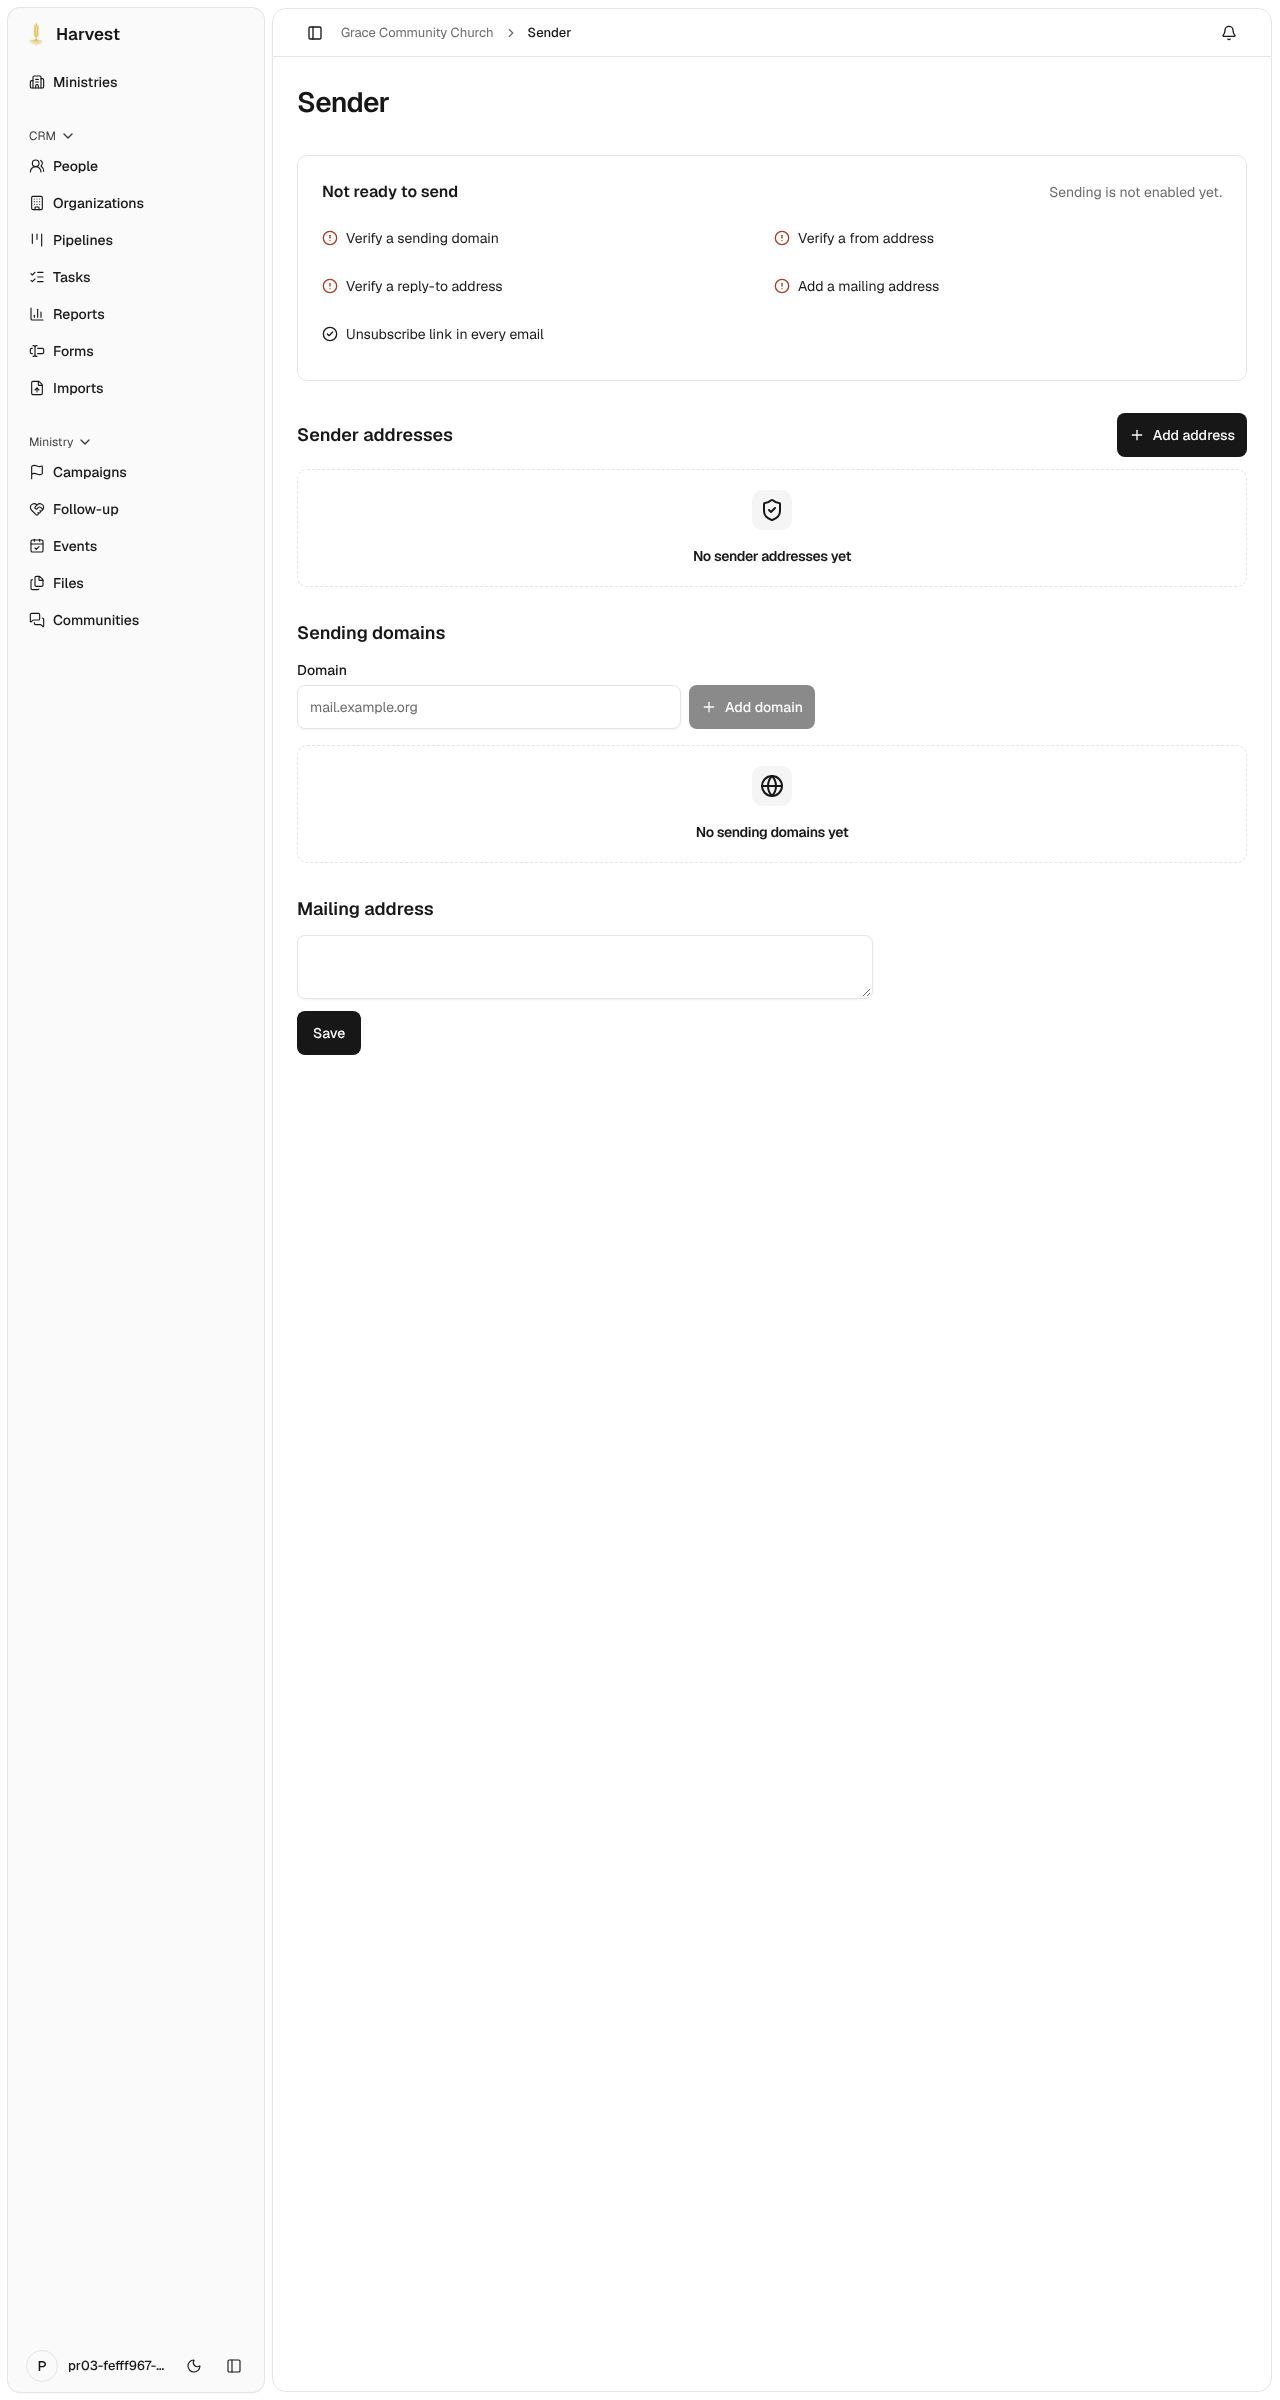 Harvest
Ministries
CRM
People
Organizations
Pipelines
Tasks
Reports
Forms
Imports
Ministry
Campaigns
Follow-up
Events
Files
Communities
P
pr03-fefff967-...
Grace Community Church > Sender
Sender
Not ready to send
Sending is not enabled yet.
Verify a sending domain
Verify a from address
Verify a reply-to address
Add a mailing address
Unsubscribe link in every email
Sender addresses
+ Add address
No sender addresses yet
Sending domains
Domain
mail.example.org
+ Add domain
No sending domains yet
Mailing address
Save